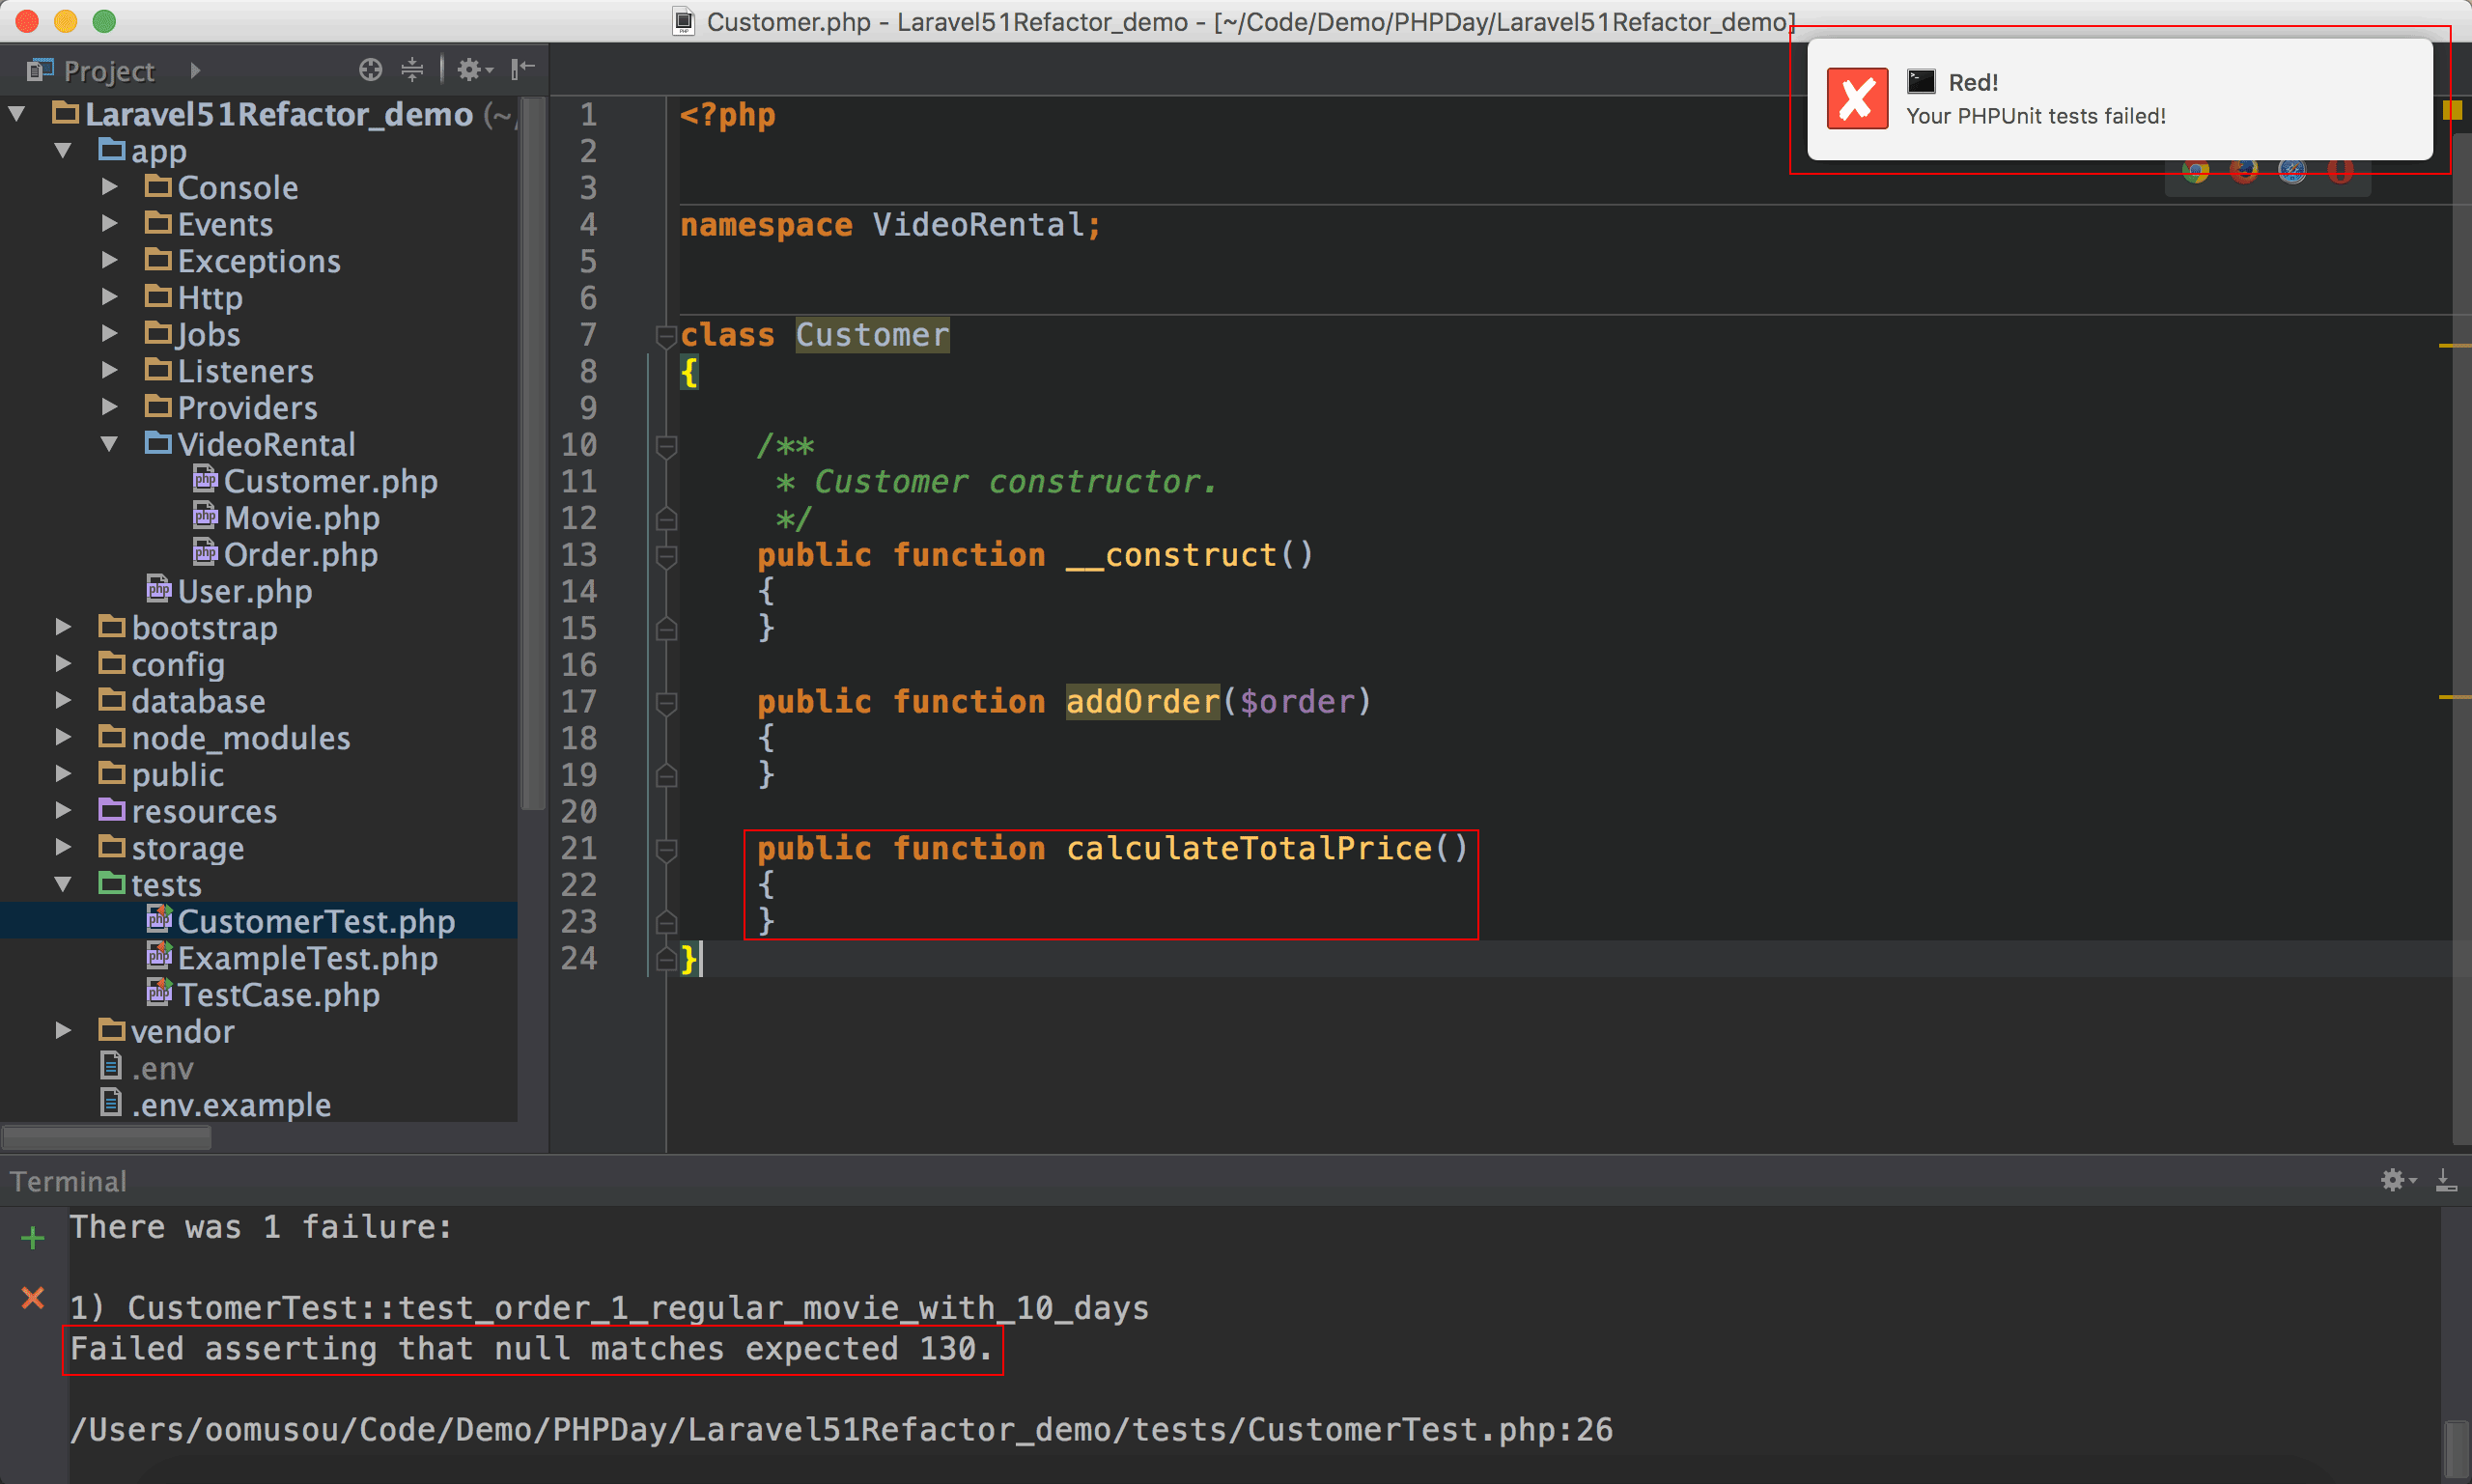 Customer.php - Laravel51Refactor_demo - [~/Code/Demo/PHPDay/Laravel51Refactor_demo]
Project
Laravel51Refactor_demo (~/
app
Console
Events
Exceptions
Http
Jobs
Listeners
Providers
VideoRental
Customer.php
Movie.php
Order.php
User.php
bootstrap
config
database
node_modules
public
resources
storage
tests
CustomerTest.php
ExampleTest.php
TestCase.php
vendor
.env
.env.example
Red!
Your PHPUnit tests failed!
1 <?php
2
3
4 namespace VideoRental;
5
6
7 class Customer
8 {
9
10 /**
11 * Customer constructor.
12 */
13 public function __construct()
14 {
15 }
16
17 public function addOrder($order)
18 {
19 }
20
21 public function calculateTotalPrice()
22 {
23 }
24 }
Terminal
There was 1 failure:
1) CustomerTest::test_order_1_regular_movie_with_10_days
Failed asserting that null matches expected 130.
/Users/oomusou/Code/Demo/PHPDay/Laravel51Refactor_demo/tests/CustomerTest.php:26